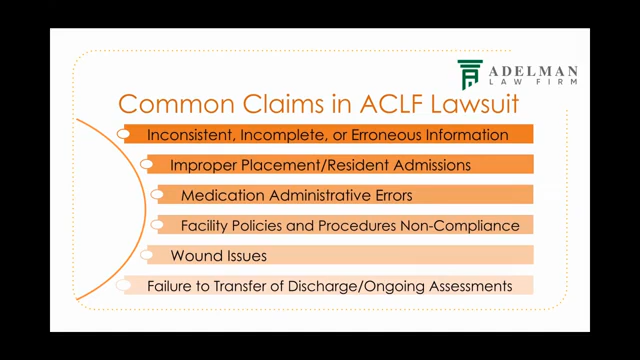 ADELMAN
LAW FIRM
Common Claims in ACLF Lawsuit
Inconsistent, Incomplete, or Erroneous Information
Improper Placement/Resident Admissions
Medication Administrative Errors
Facility Policies and Procedures Non-Compliance
Wound Issues
Failure to Transfer of Discharge/Ongoing Assessments